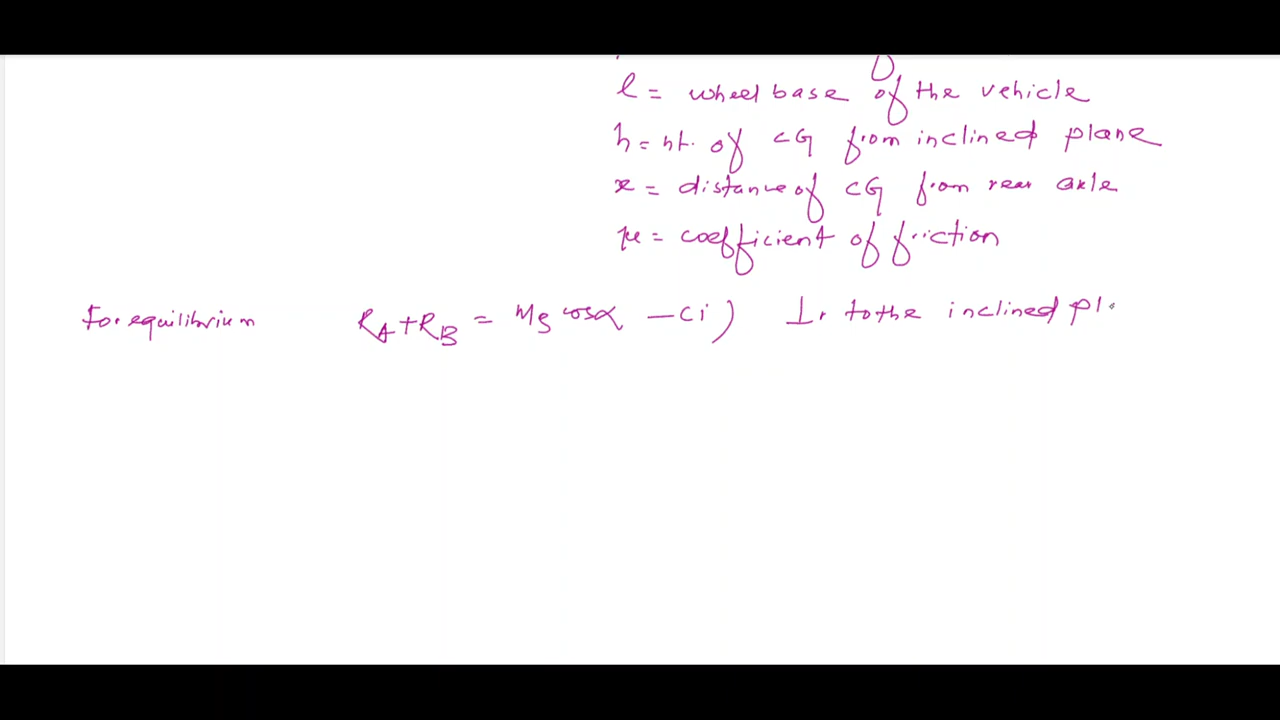 l = wheel base of the vehicle
h = ht. of CG from inclined plane
x = distance of CG from rear axle
μ = coefficient of friction
For equilibrium RA + RB = Mg cosα — (i) ⊥r to the inclined pl